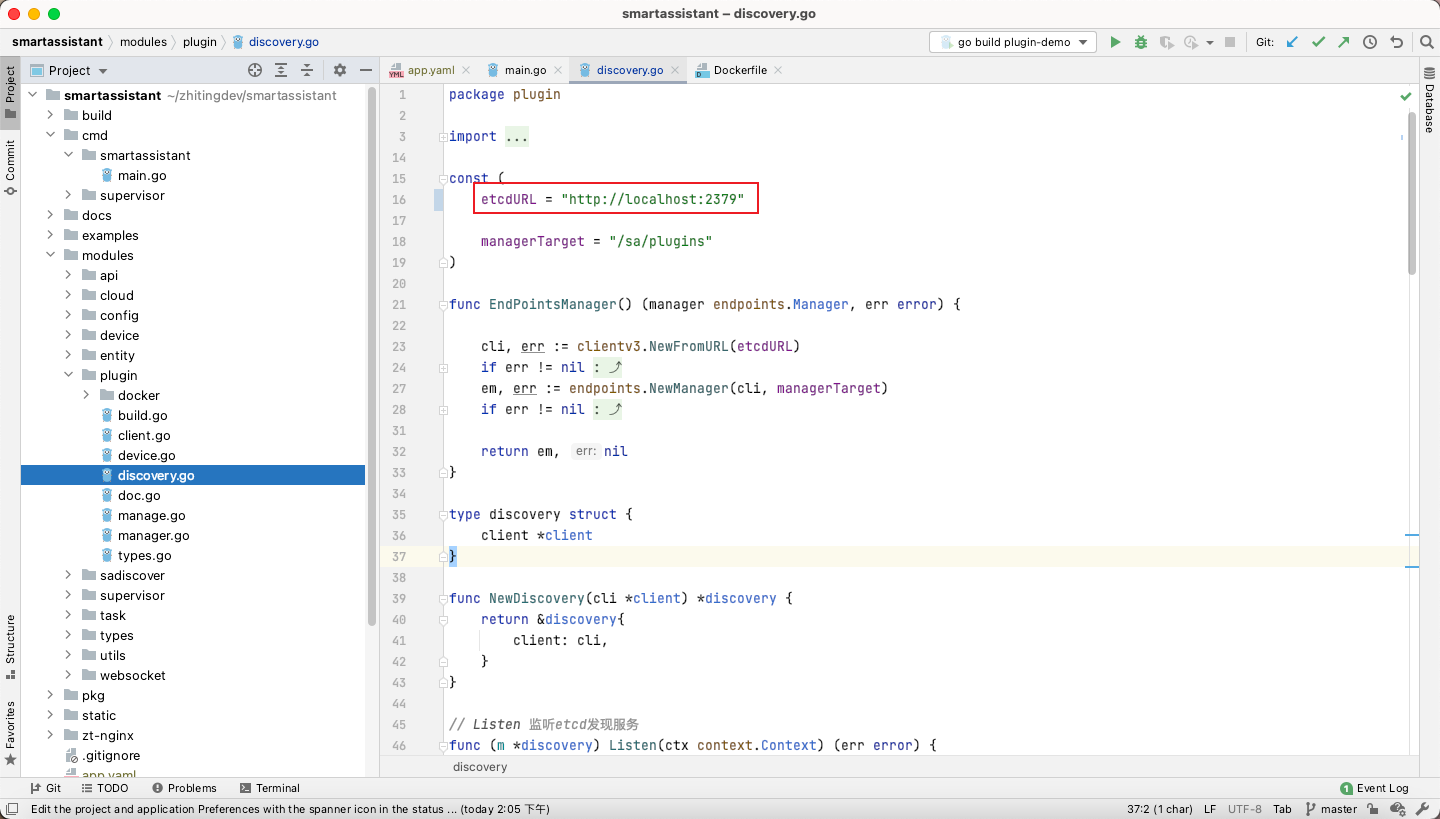 smartassistant – discovery.go
smartassistant modules plugin discovery.go
go build plugin-demo
Git:
Project
app.yaml main.go discovery.go Dockerfile
Project
Commit
Structure
Favorites
Database
smartassistant ~/zhitingdev/smartassistant
build
cmd
smartassistant
main.go
supervisor
docs
examples
modules
api
cloud
config
device
entity
plugin
docker
build.go
client.go
device.go
discovery.go
doc.go
manage.go
manager.go
types.go
sadiscover
supervisor
task
types
utils
websocket
pkg
static
zt-nginx
.gitignore
app.yaml
1 package plugin
2
3 import ...
14
15 const (
16 etcdURL = "http://localhost:2379"
17
18 managerTarget = "/sa/plugins"
19 )
20
21 func EndPointsManager() (manager endpoints.Manager, err error) {
22
23 cli, err := clientv3.NewFromURL(etcdURL)
24 if err != nil :
27 em, err := endpoints.NewManager(cli, managerTarget)
28 if err != nil :
31
32 return em, err: nil
33 }
34
35 type discovery struct {
36 client *client
37 }
38
39 func NewDiscovery(cli *client) *discovery {
40 return &discovery{
41 client: cli,
42 }
43 }
44
45 // Listen 监听etcd发现服务
46 func (m *discovery) Listen(ctx context.Context) (err error) {
discovery
Git TODO Problems Terminal
1 Event Log
Edit the project and application Preferences with the spanner icon in the status ... (today 2:05 下午)
37:2 (1 char) LF UTF-8 Tab master